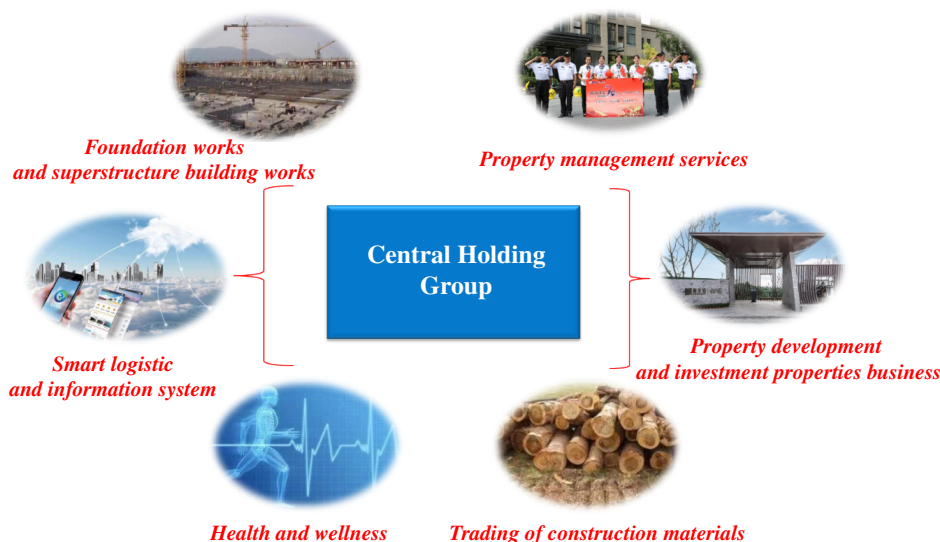 Foundation works
and superstructure building works
Property management services
Central Holding
Group
Smart logistic
and information system
Property development
and investment properties business
Health and wellness
Trading of construction materials